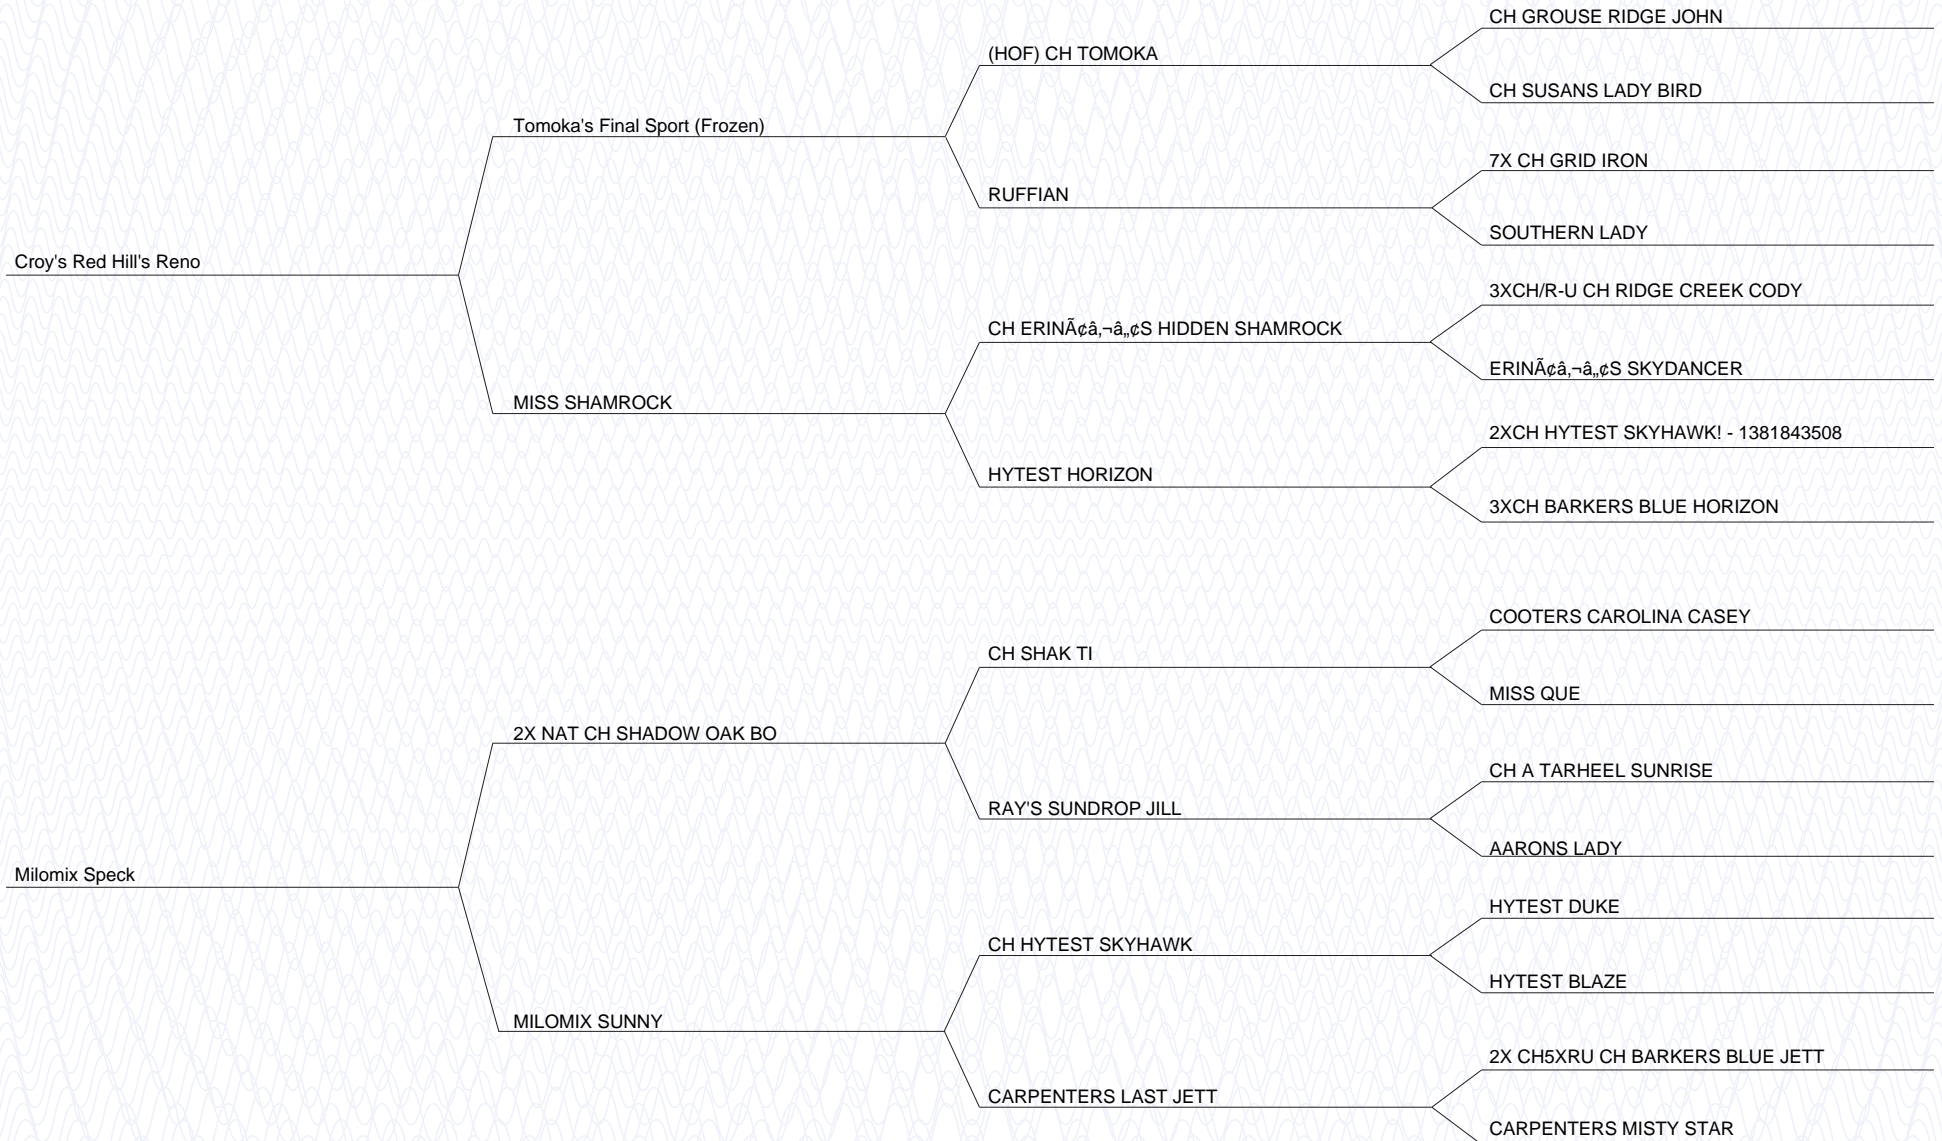 CH GROUSE RIDGE JOHN
(HOF) CH TOMOKA
CH SUSANS LADY BIRD
Tomoka's Final Sport (Frozen)
7X CH GRID IRON
RUFFIAN
SOUTHERN LADY
Croy's Red Hill's Reno
3XCH/R-U CH RIDGE CREEK CODY
CH ERINÃ¢â‚¬â„¢S HIDDEN SHAMROCK
ERINÃ¢â‚¬â„¢S SKYDANCER
MISS SHAMROCK
2XCH HYTEST SKYHAWK! - 1381843508
HYTEST HORIZON
3XCH BARKERS BLUE HORIZON
COOTERS CAROLINA CASEY
CH SHAK TI
MISS QUE
2X NAT CH SHADOW OAK BO
CH A TARHEEL SUNRISE
RAY'S SUNDROP JILL
AARONS LADY
Milomix Speck
HYTEST DUKE
CH HYTEST SKYHAWK
HYTEST BLAZE
MILOMIX SUNNY
2X CH5XRU CH BARKERS BLUE JETT
CARPENTERS LAST JETT
CARPENTERS MISTY STAR